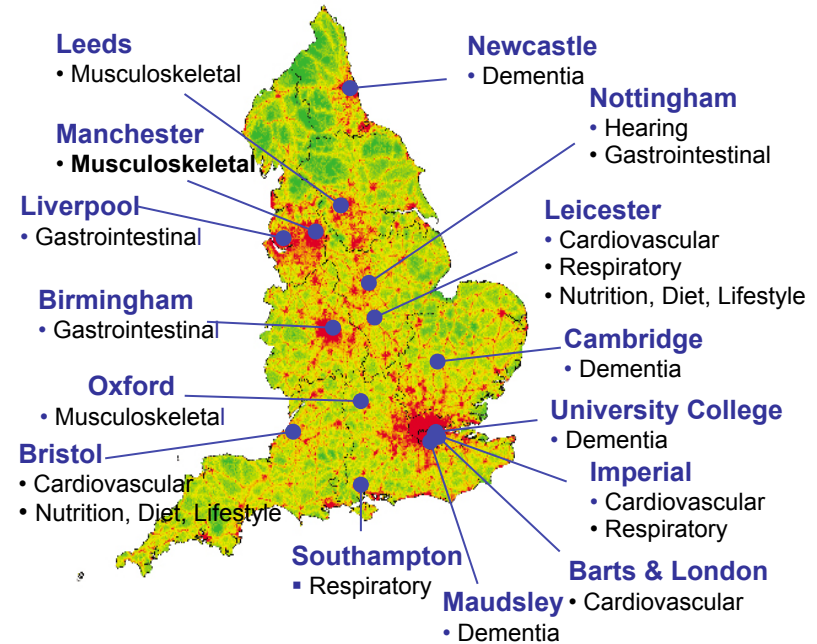 Leeds
• Musculoskeletal
Manchester
• Musculoskeletal
Liverpool
• Gastrointestinal
Birmingham
• Gastrointestinal
Oxford
• Musculoskeletal
Bristol
• Cardiovascular
• Nutrition, Diet, Lifestyle
Southampton
▪ Respiratory
Newcastle
• Dementia
Nottingham
• Hearing
• Gastrointestinal
Leicester
• Cardiovascular
• Respiratory
• Nutrition, Diet, Lifestyle
Cambridge
• Dementia
University College
• Dementia
Imperial
• Cardiovascular
• Respiratory
Barts & London
• Cardiovascular
Maudsley
• Dementia